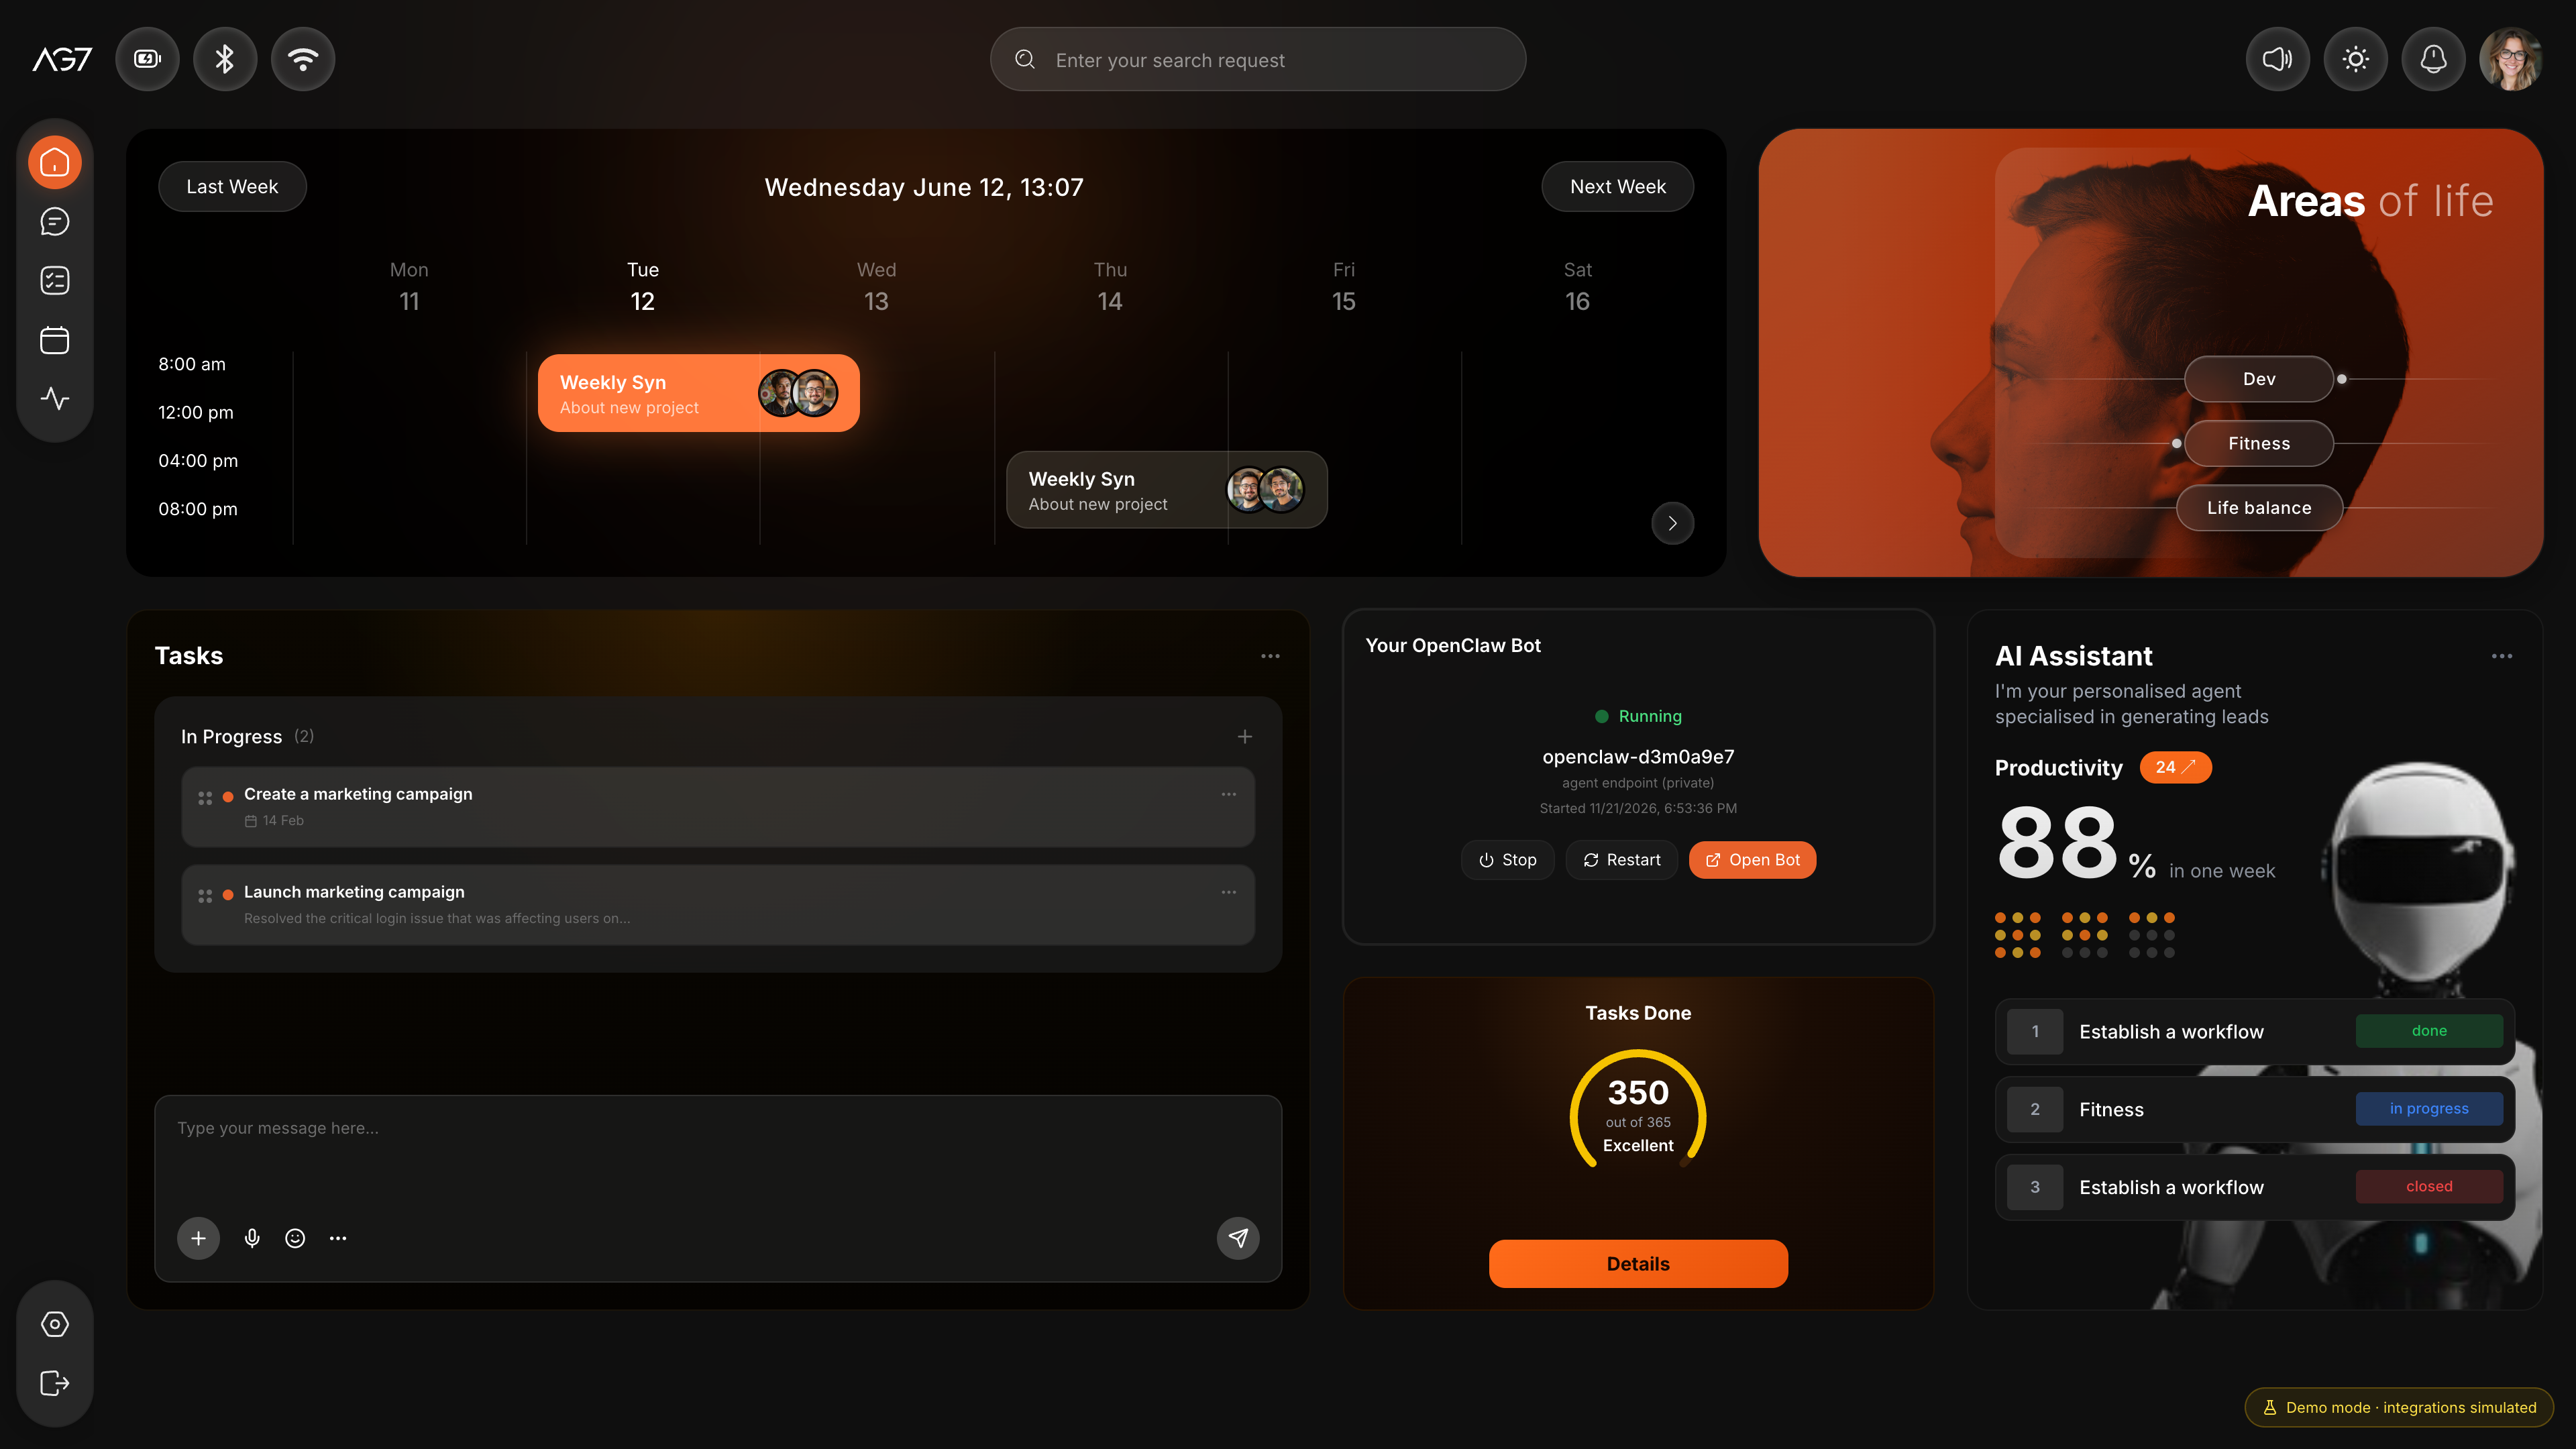 AG7
Enter your search request
Last Week
Wednesday June 12, 13:07
Next Week
Mon
11
Tue
12
Wed
13
Thu
14
Fri
15
Sat
16
8:00 am
12:00 pm
04:00 pm
08:00 pm
Weekly Syn
About new project
Weekly Syn
About new project
Areas of life
Dev
Fitness
Life balance
Tasks
In Progress (2)
Create a marketing campaign
14 Feb
Launch marketing campaign
Resolved the critical login issue that was affecting users on...
Type your message here...
Your OpenClaw Bot
Running
openclaw-d3m0a9e7
agent endpoint (private)
Started 11/21/2026, 6:53:36 PM
Stop
Restart
Open Bot
Tasks Done
350
out of 365
Excellent
Details
AI Assistant
I'm your personalised agent
specialised in generating leads
Productivity
24
88 % in one week
1 Establish a workflow done
2 Fitness in progress
3 Establish a workflow closed
Demo mode · integrations simulated